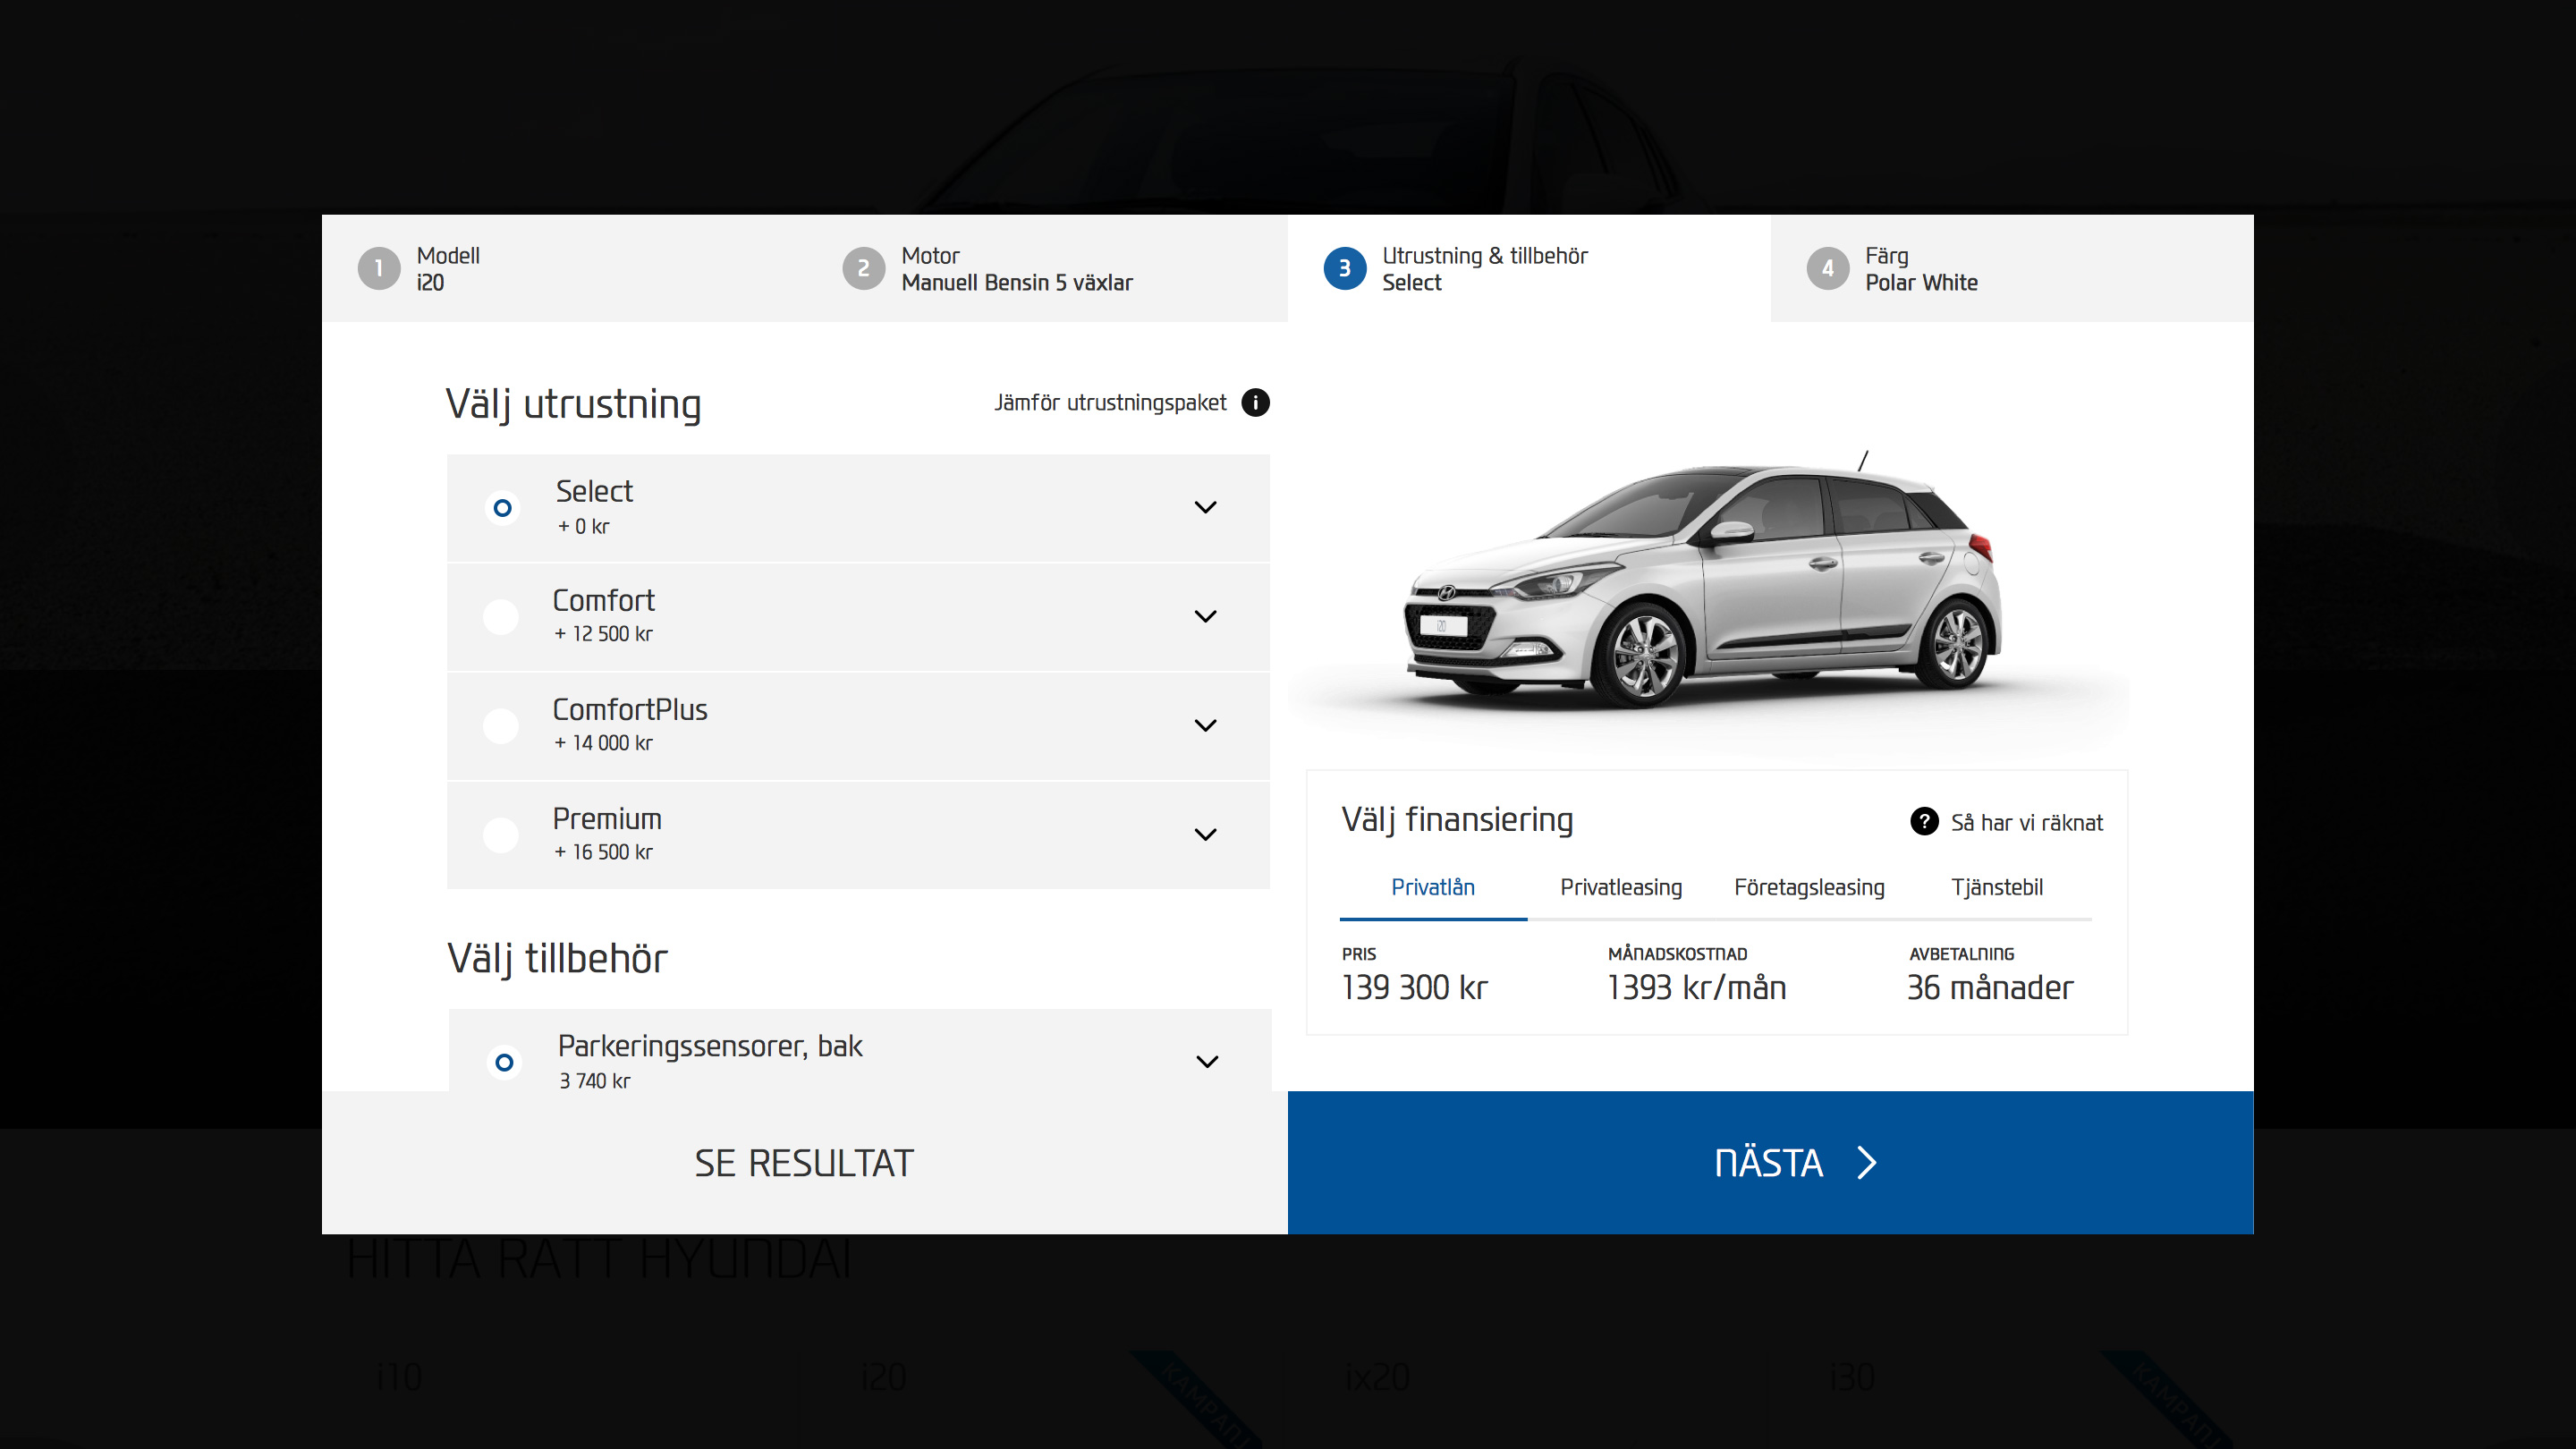 1
Modell
i20
2
Motor
Manuell Bensin 5 växlar
3
Utrustning & tillbehör
Select
4
Färg
Polar White
Välj utrustning
Jämför utrustningspaket i
Select
+ 0 kr
Comfort
+ 12 500 kr
ComfortPlus
+ 14 000 kr
Premium
+ 16 500 kr
Välj tillbehör
Parkeringssensorer, bak
3 740 kr
i20
Välj finansiering
? Så har vi räknat
Privatlån Privatleasing Företagsleasing Tjänstebil
PRIS MÅNADSKOSTNAD AVBETALNING
139 300 kr 1393 kr/mån 36 månader
SE RESULTAT
NÄSTA
HITTA RÄTT HYUNDAI
i10 i20 ix20 i30
KAMPANJ KAMPANJ